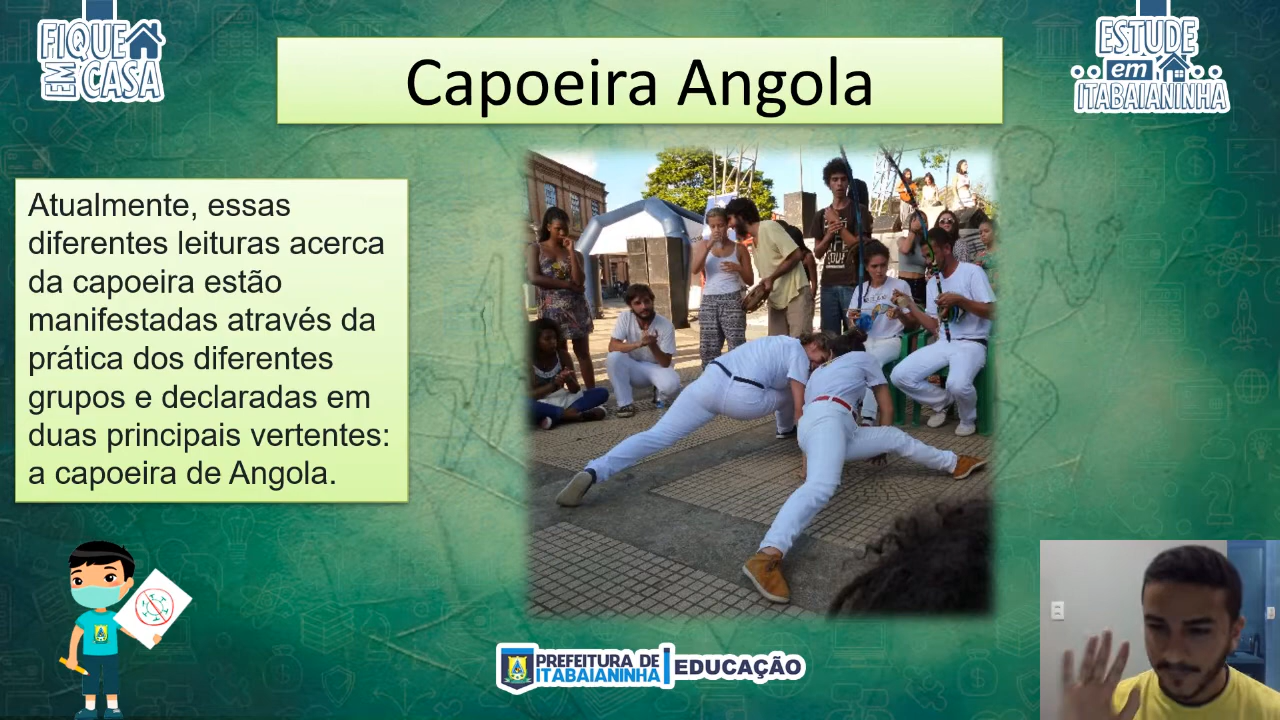 FIQUE
EM CASA
Capoeira Angola
ESTUDE
em
ITABAIANINHA
Atualmente, essas
diferentes leituras acerca
da capoeira estão
manifestadas através da
prática dos diferentes
grupos e declaradas em
duas principais vertentes:
a capoeira de Angola.
PREFEITURA DE
ITABAIANINHA
EDUCAÇÃO